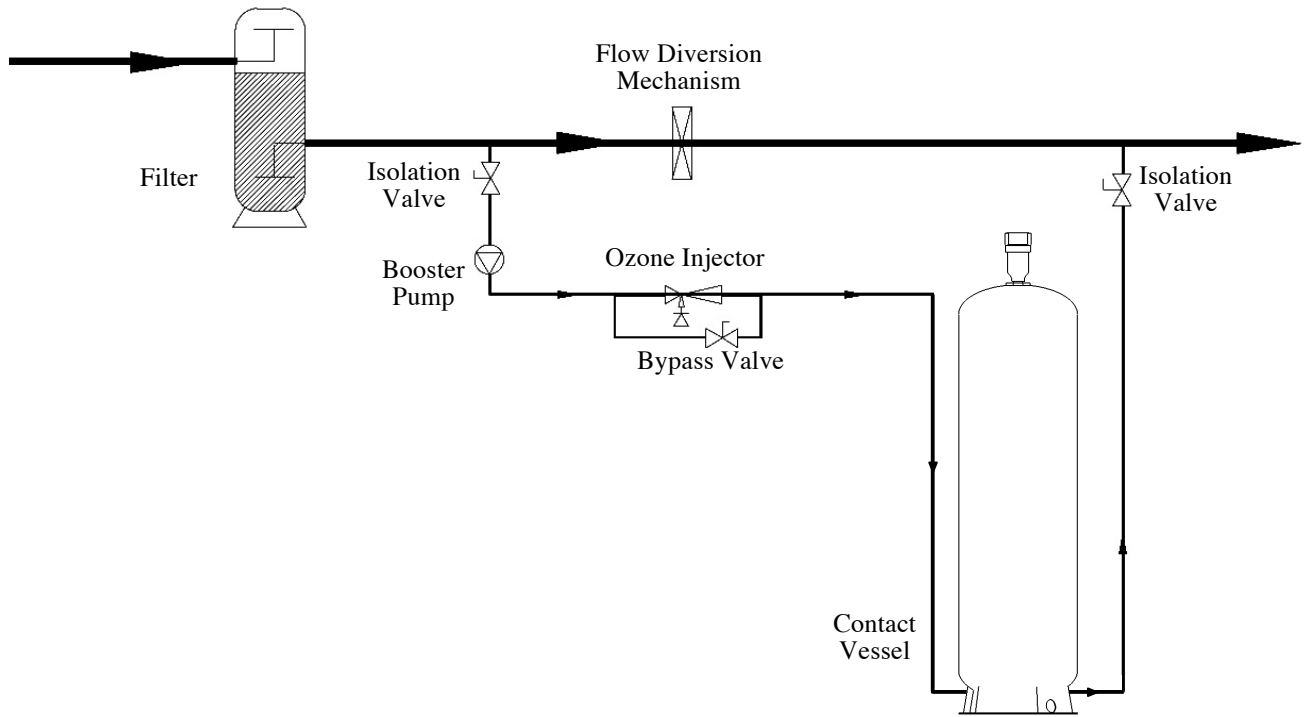 Flow Diversion
Mechanism
Filter
Isolation
Valve
Isolation
Valve
Booster
Pump
Ozone Injector
Bypass Valve
Contact
Vessel